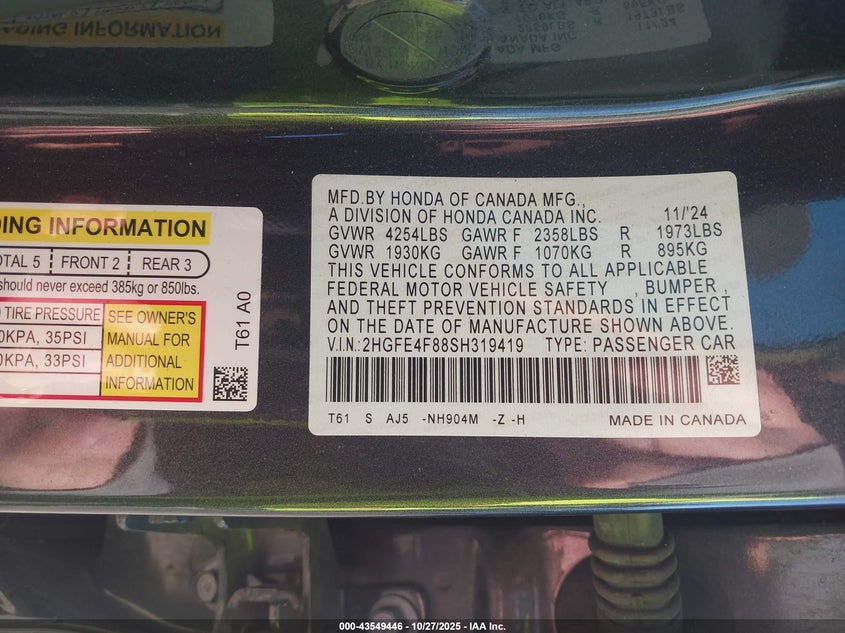 MFD.BY HONDA OF CANADA MFG.,
A DIVISION OF HONDA CANADA INC. 11/'24
GVWR 4254LBS GAWR F 2358LBS R 1973LBS
GVWR 1930KG GAWR F 1070KG R 895KG
THIS VEHICLE CONFORMS TO ALL APPLICABLE
FEDERAL MOTOR VEHICLE SAFETY , BUMPER ,
AND THEFT PREVENTION STANDARDS IN EFFECT
ON THE DATE OF MANUFACTURE SHOWN ABOVE.
V.I.N.:2HGFE4F88SH319419 TYPE: PASSENGER CAR
T61 S AJ5 -NH904M -Z -H MADE IN CANADA
INFORMATION
5 FRONT 2 REAR 3
should never exceed 385kg or 850lbs.
TIRE PRESSURE
KPA, 35PSI
KPA, 33PSI
SEE OWNER'S
MANUAL FOR
ADDITIONAL
INFORMATION
T61 A0
000-43549446 - 10/27/2025 - IAA Inc.